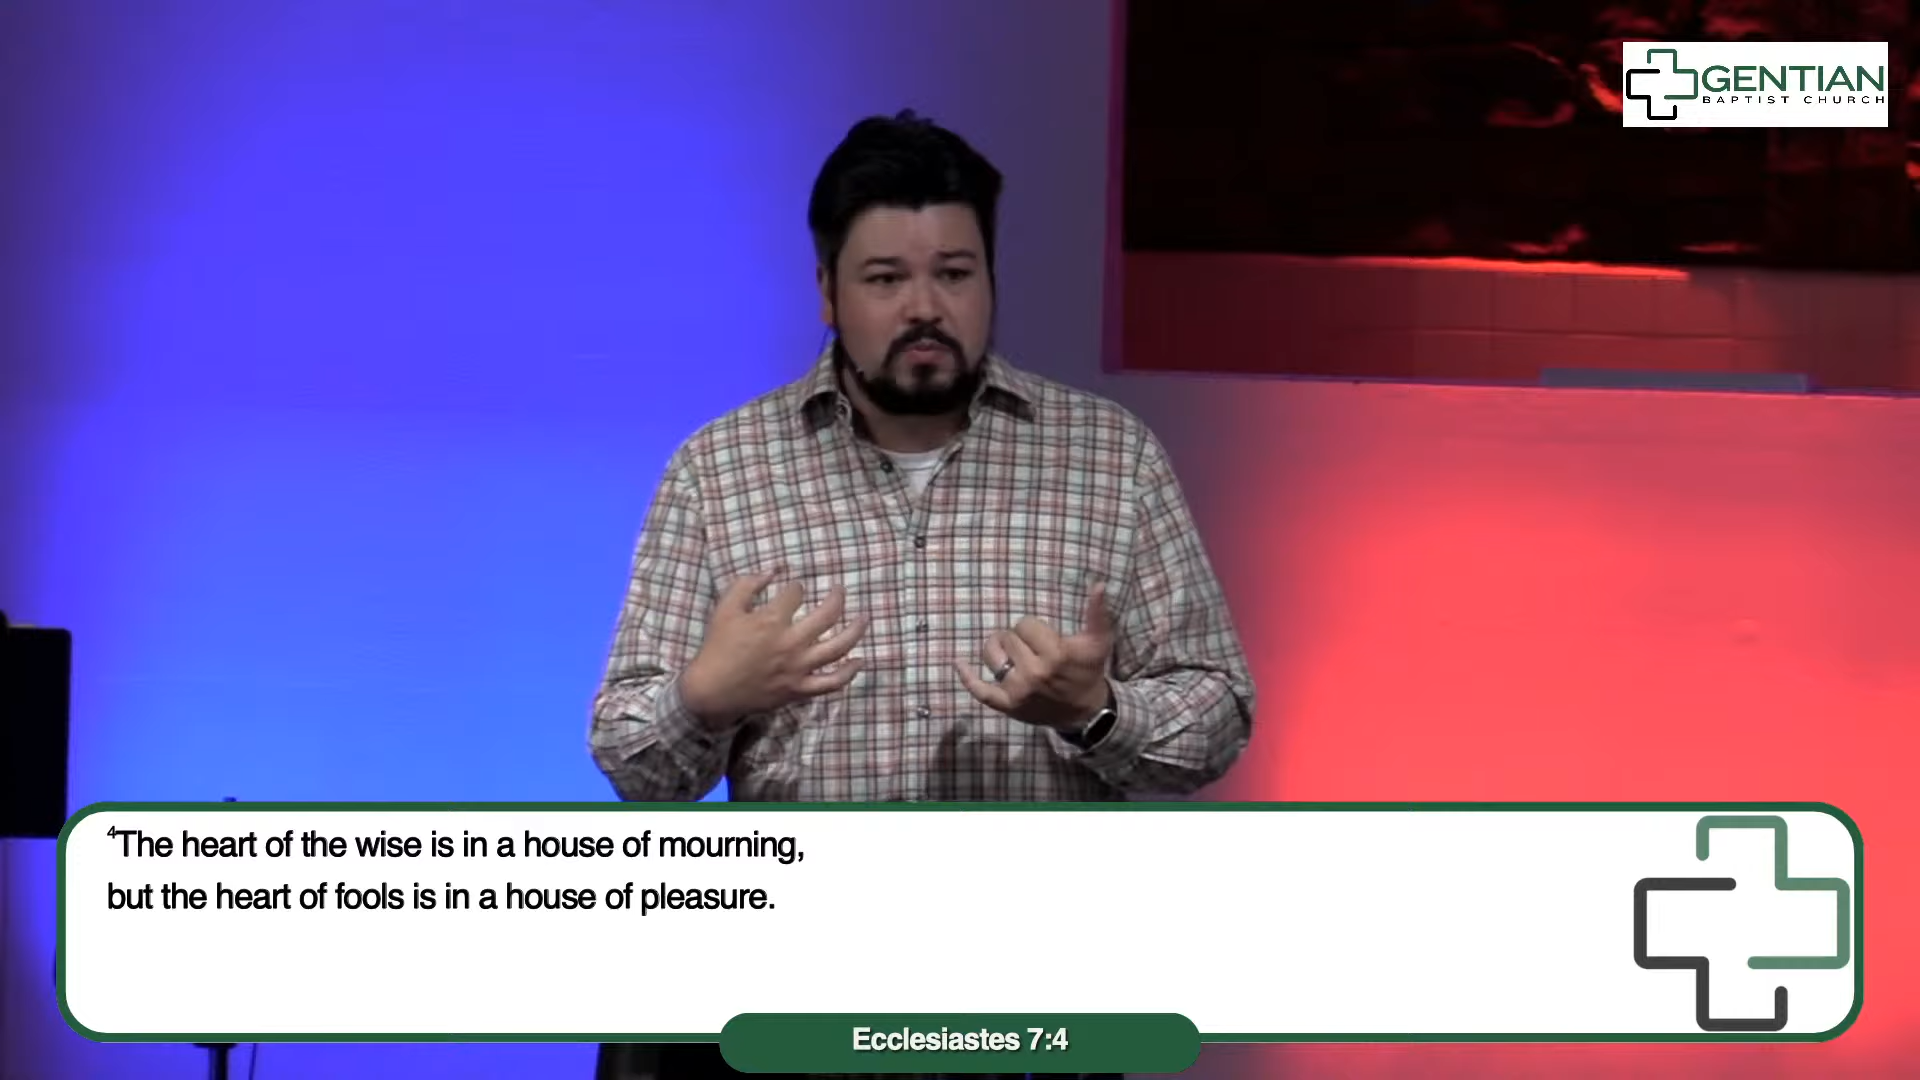 GENTIAN
BAPTIST CHURCH
⁴The heart of the wise is in a house of mourning,
but the heart of fools is in a house of pleasure.
Ecclesiastes 7:4